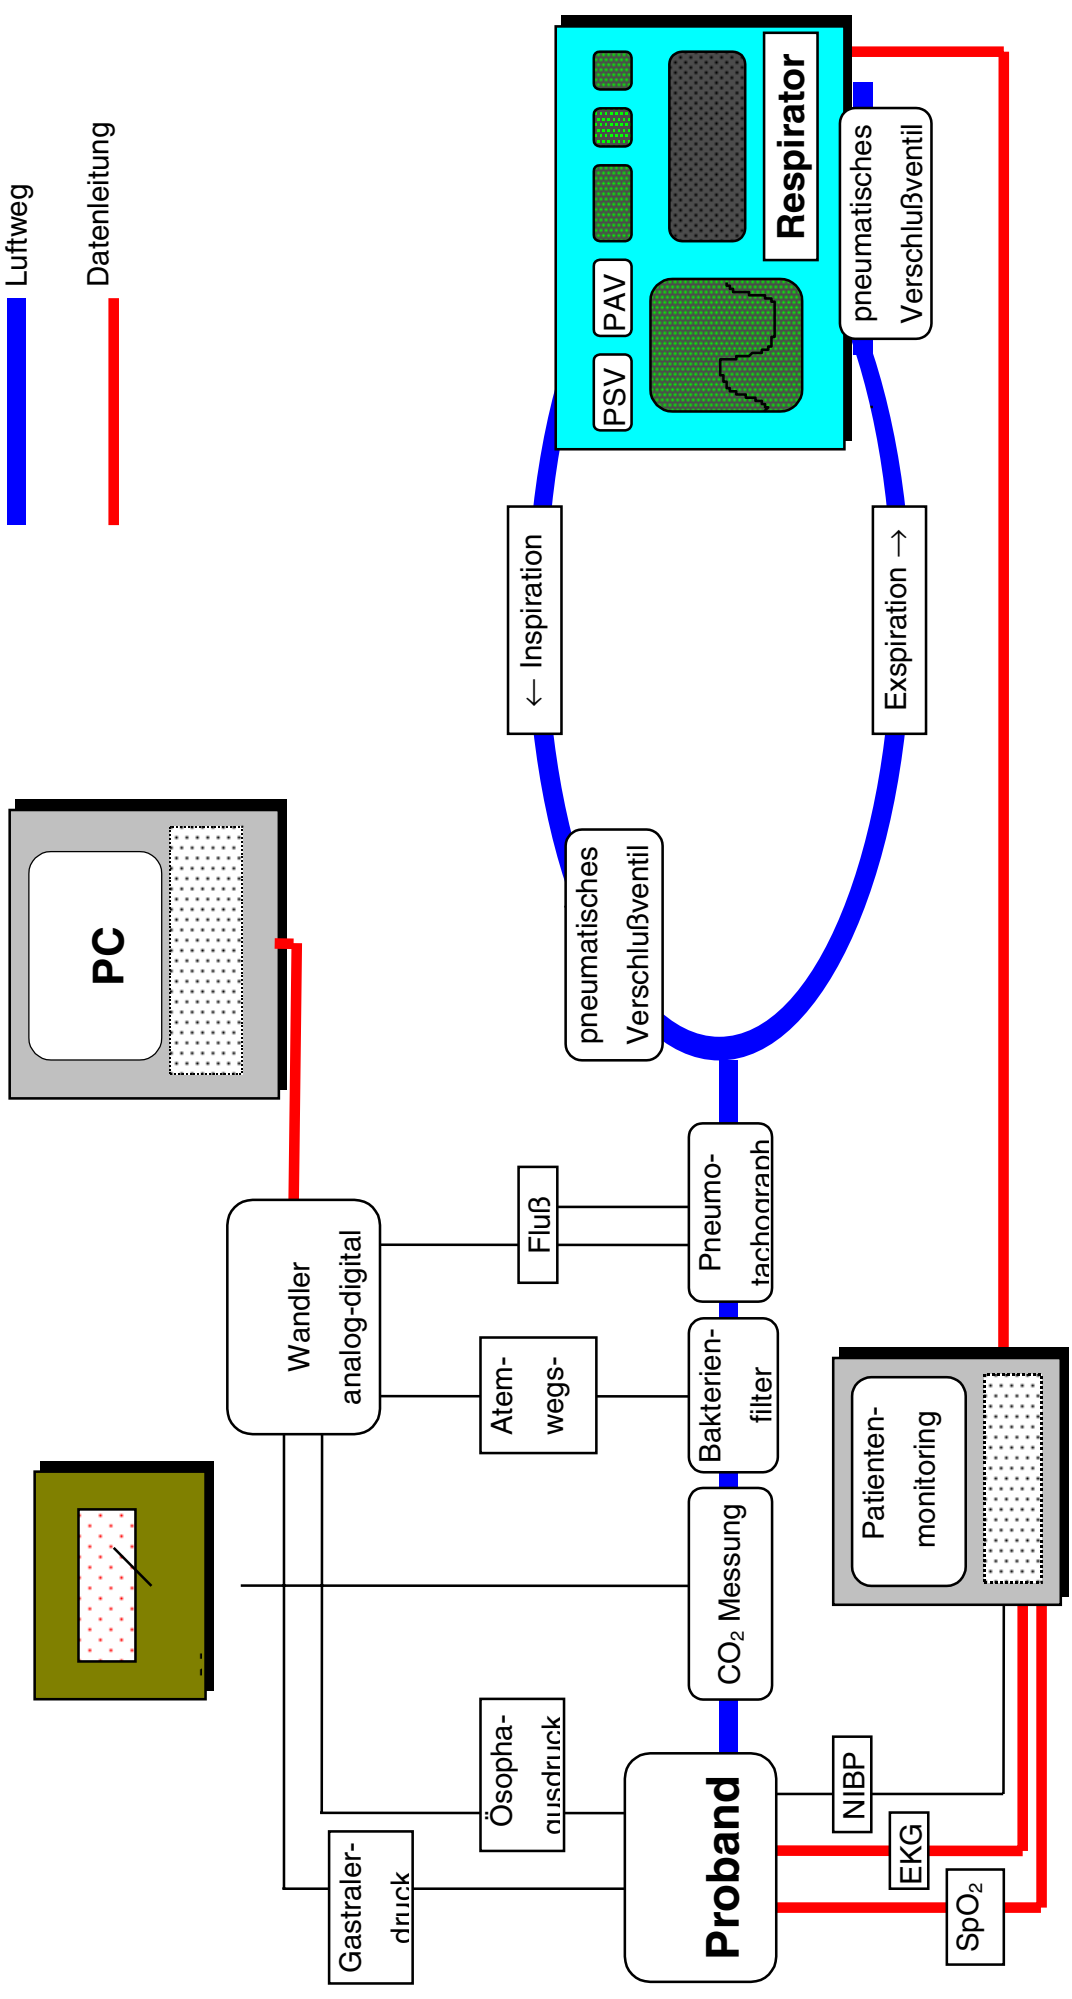 Luftweg
Datenleitung
PC
Wandler
analog-digital
Gastraler-
druck
Ösopha-
gusdruck
Atem-
wegs-
Fluß
← Inspiration
pneumatisches
Verschlußventil
PSV
PAV
Respirator
pneumatisches
Verschlußventil
Exspiration →
Proband
CO₂ Messung
Bakterien-
filter
Pneumo-
tachograph
NIBP
EKG
SpO₂
Patienten-
monitoring